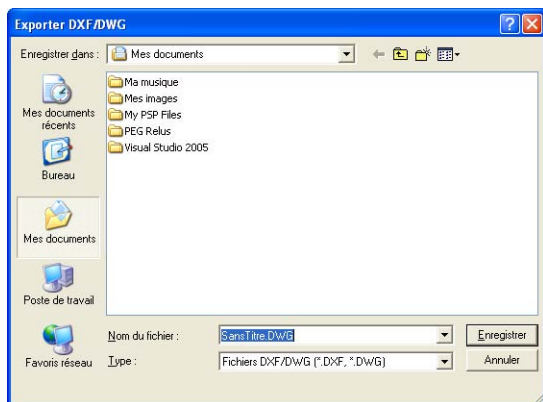 Exporter DXF/DWG
Enregistrer dans :
Mes documents
Ma musique
Mes images
My PSP Files
PEG Relus
Visual Studio 2005
Mes documents
récents
Bureau
Mes documents
Poste de travail
Favoris réseau
Nom du fichier :
SansTitre.DWG
Enregistrer
Type :
Fichiers DXF/DWG (*.DXF, *.DWG)
Annuler